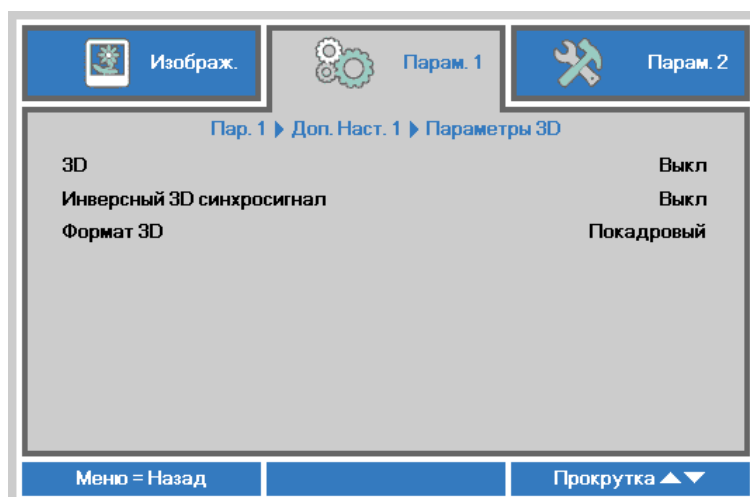 Изображ.
Парам. 1
Парам. 2
Пар. 1 Доп. Наст. 1 Параметры 3D
3D Выкл
Инверсный 3D синхросигнал Выкл
Формат 3D Покадровый
Меню = Назад
Прокрутка